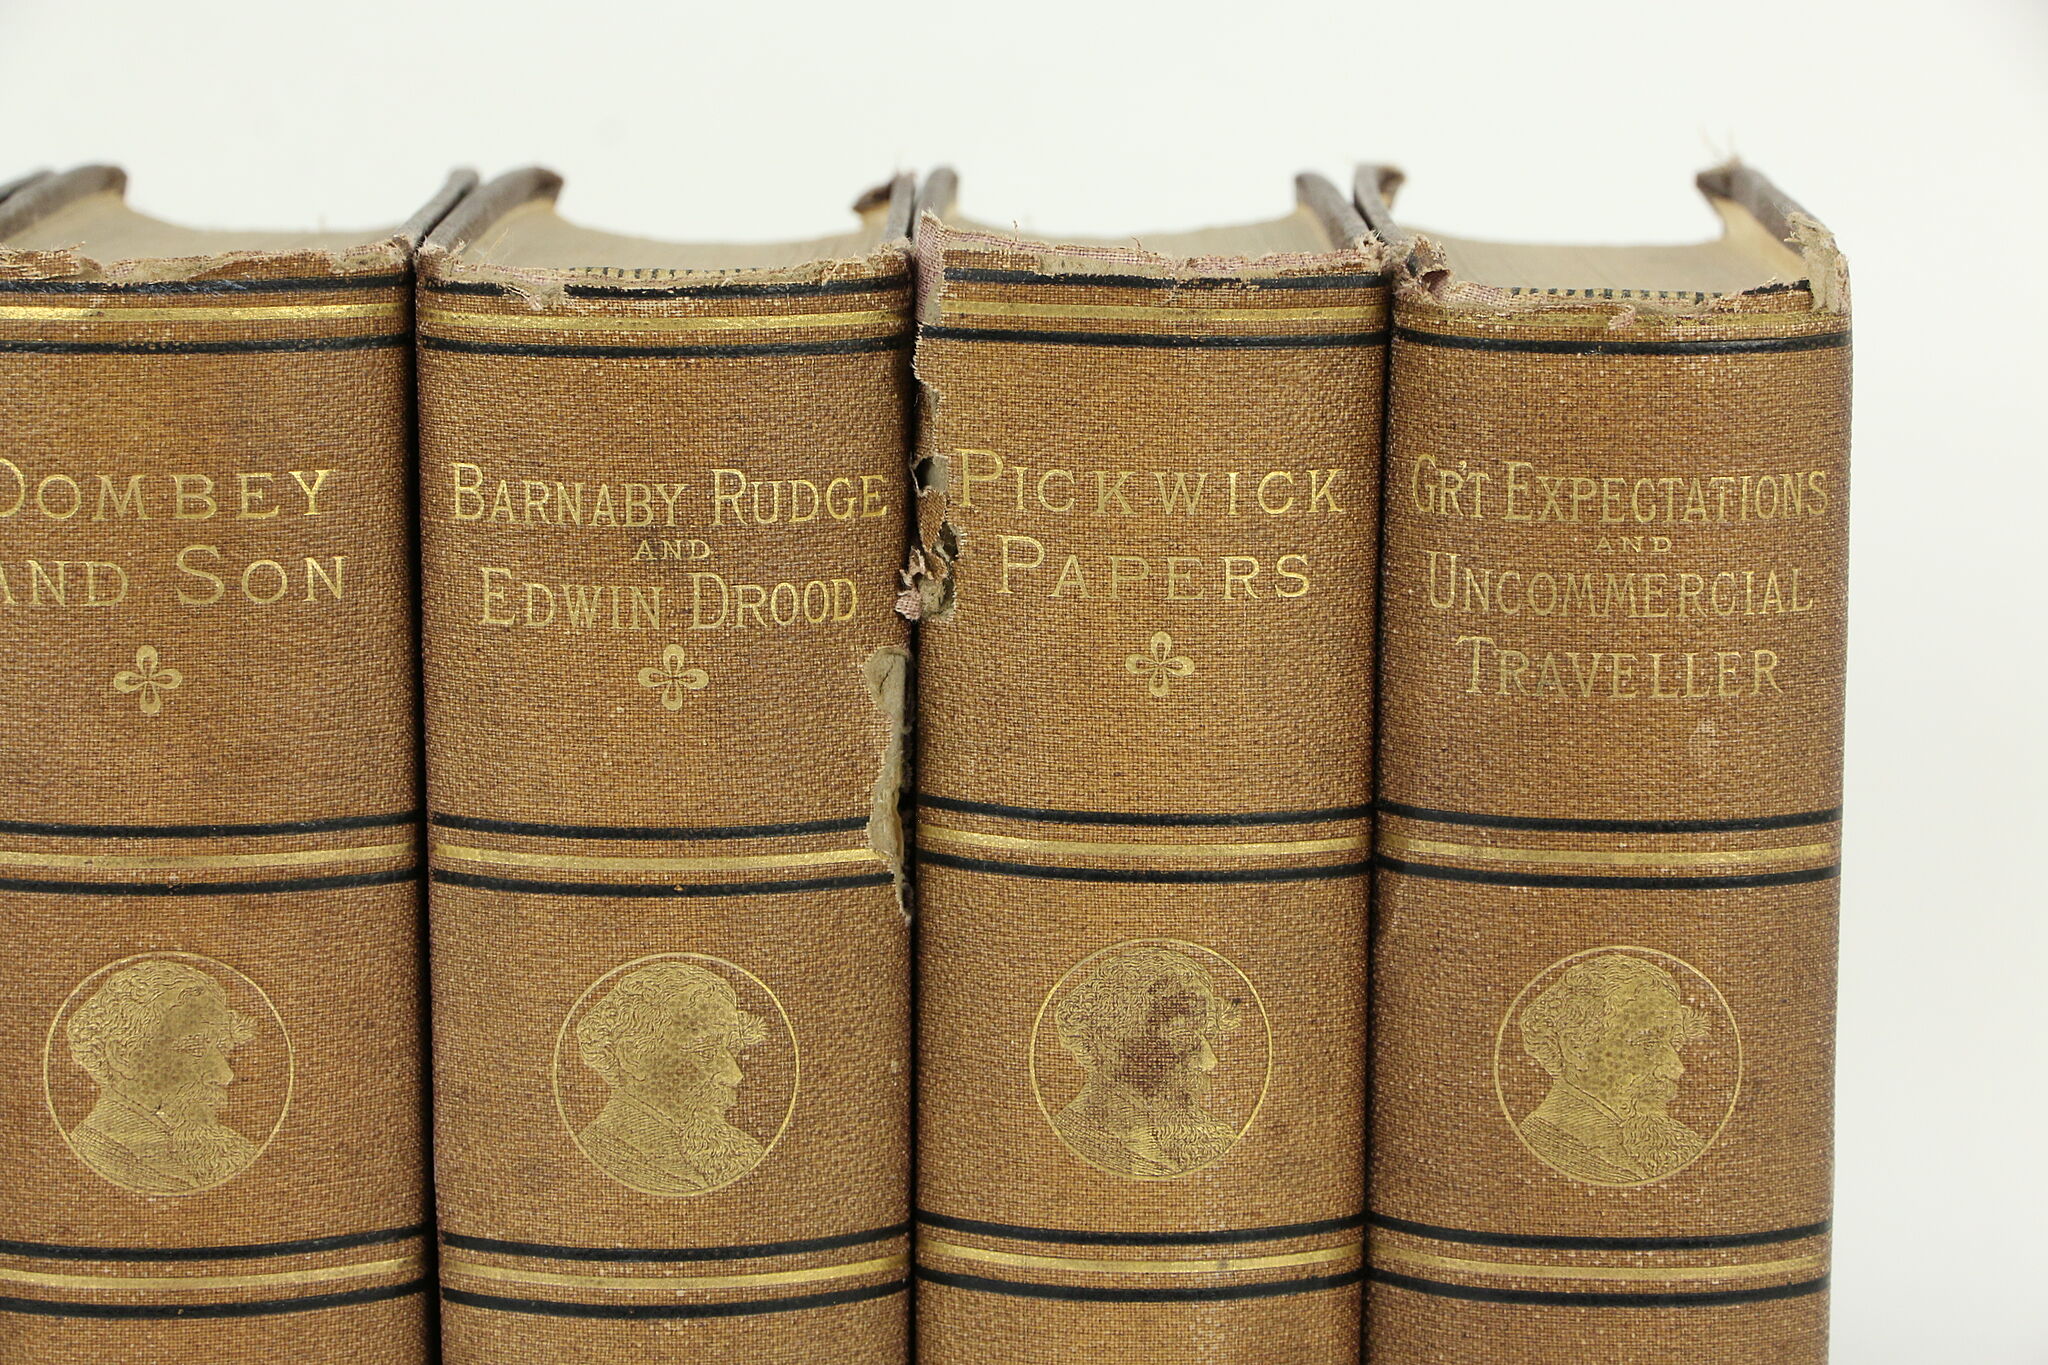 DOMBEY
AND SON
BARNABY RUDGE
AND
EDWIN DROOD
PICKWICK
PAPERS
GR'T EXPECTATIONS
AND
UNCOMMERCIAL
TRAVELLER